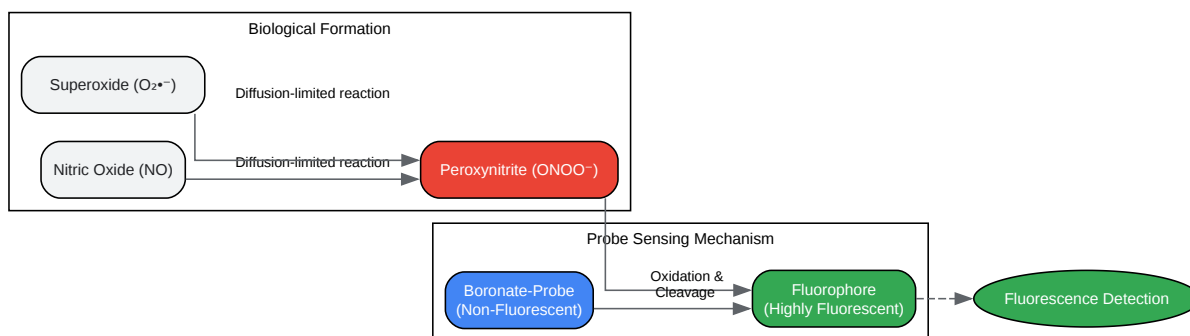 Biological Formation
Superoxide (O₂•⁻)
Diffusion-limited reaction
Nitric Oxide (NO)
Diffusion-limited reaction
Peroxynitrite (ONOO⁻)
Probe Sensing Mechanism
Boronate-Probe
(Non-Fluorescent)
Oxidation &
Cleavage
Fluorophore
(Highly Fluorescent)
Fluorescence Detection